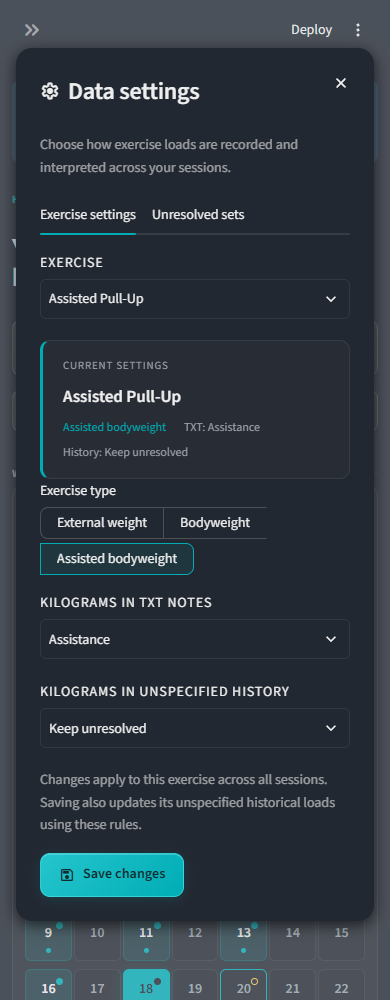 Deploy
Data settings
Choose how exercise loads are recorded and
interpreted across your sessions.
Exercise settings Unresolved sets
EXERCISE
Assisted Pull-Up
CURRENT SETTINGS
Assisted Pull-Up
Assisted bodyweight TXT: Assistance
History: Keep unresolved
Exercise type
External weight Bodyweight
Assisted bodyweight
KILOGRAMS IN TXT NOTES
Assistance
KILOGRAMS IN UNSPECIFIED HISTORY
Keep unresolved
Changes apply to this exercise across all sessions.
Saving also updates its unspecified historical loads
using these rules.
Save changes
9 10 11 12 13 14 15
16 17 18 19 20 21 22